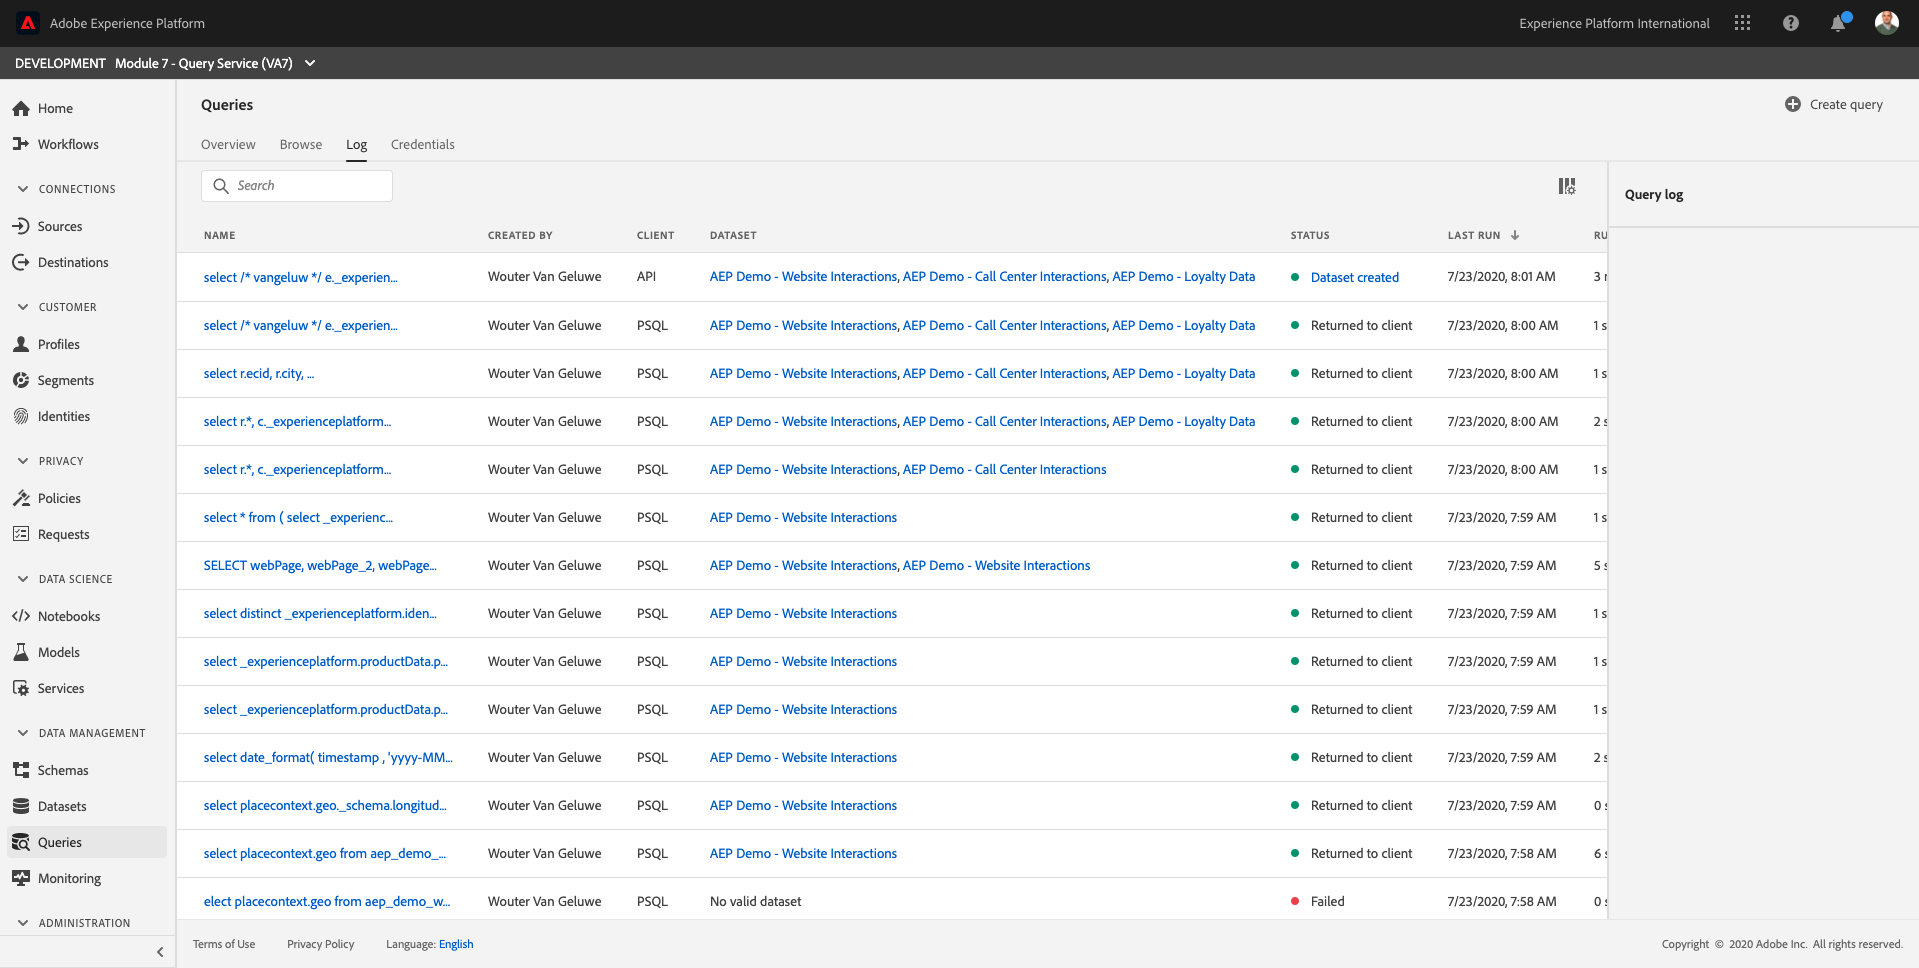 Adobe Experience Platform
Experience Platform International
DEVELOPMENT Module 7 - Query Service (VA7)
Home
Workflows
CONNECTIONS
Sources
Destinations
CUSTOMER
Profiles
Segments
Identities
PRIVACY
Policies
Requests
DATA SCIENCE
Notebooks
Models
Services
DATA MANAGEMENT
Schemas
Datasets
Queries
Monitoring
ADMINISTRATION
Queries
Create query
Overview Browse Log Credentials
Search
Query log
NAME CREATED BY CLIENT DATASET STATUS LAST RUN RU
select /* vangeluw */ e._experien... Wouter Van Geluwe API AEP Demo - Website Interactions, AEP Demo - Call Center Interactions, AEP Demo - Loyalty Data Dataset created 7/23/2020, 8:01 AM 3
select /* vangeluw */ e._experien... Wouter Van Geluwe PSQL AEP Demo - Website Interactions, AEP Demo - Call Center Interactions, AEP Demo - Loyalty Data Returned to client 7/23/2020, 8:00 AM 1 s
select r.ecid, r.city, ... Wouter Van Geluwe PSQL AEP Demo - Website Interactions, AEP Demo - Call Center Interactions, AEP Demo - Loyalty Data Returned to client 7/23/2020, 8:00 AM 1 s
select r.*, c._experienceplatform... Wouter Van Geluwe PSQL AEP Demo - Website Interactions, AEP Demo - Call Center Interactions, AEP Demo - Loyalty Data Returned to client 7/23/2020, 8:00 AM 2 s
select r.*, c._experienceplatform... Wouter Van Geluwe PSQL AEP Demo - Website Interactions, AEP Demo - Call Center Interactions Returned to client 7/23/2020, 8:00 AM 1 s
select * from ( select _experienc... Wouter Van Geluwe PSQL AEP Demo - Website Interactions Returned to client 7/23/2020, 7:59 AM 1 s
SELECT webPage, webPage_2, webPage... Wouter Van Geluwe PSQL AEP Demo - Website Interactions, AEP Demo - Website Interactions Returned to client 7/23/2020, 7:59 AM 5 s
select distinct _experienceplatform.iden... Wouter Van Geluwe PSQL AEP Demo - Website Interactions Returned to client 7/23/2020, 7:59 AM 1 s
select _experienceplatform.productData.p... Wouter Van Geluwe PSQL AEP Demo - Website Interactions Returned to client 7/23/2020, 7:59 AM 1 s
select _experienceplatform.productData.p... Wouter Van Geluwe PSQL AEP Demo - Website Interactions Returned to client 7/23/2020, 7:59 AM 1 s
select date_format( timestamp , 'yyyy-MM... Wouter Van Geluwe PSQL AEP Demo - Website Interactions Returned to client 7/23/2020, 7:59 AM 2 s
select placecontext.geo._schema.longitud... Wouter Van Geluwe PSQL AEP Demo - Website Interactions Returned to client 7/23/2020, 7:59 AM 0 s
select placecontext.geo from aep_demo_... Wouter Van Geluwe PSQL AEP Demo - Website Interactions Returned to client 7/23/2020, 7:58 AM 6 s
elect placecontext.geo from aep_demo_w... Wouter Van Geluwe PSQL No valid dataset Failed 7/23/2020, 7:58 AM 0 s
Terms of Use Privacy Policy Language: English
Copyright © 2020 Adobe Inc. All rights reserved.